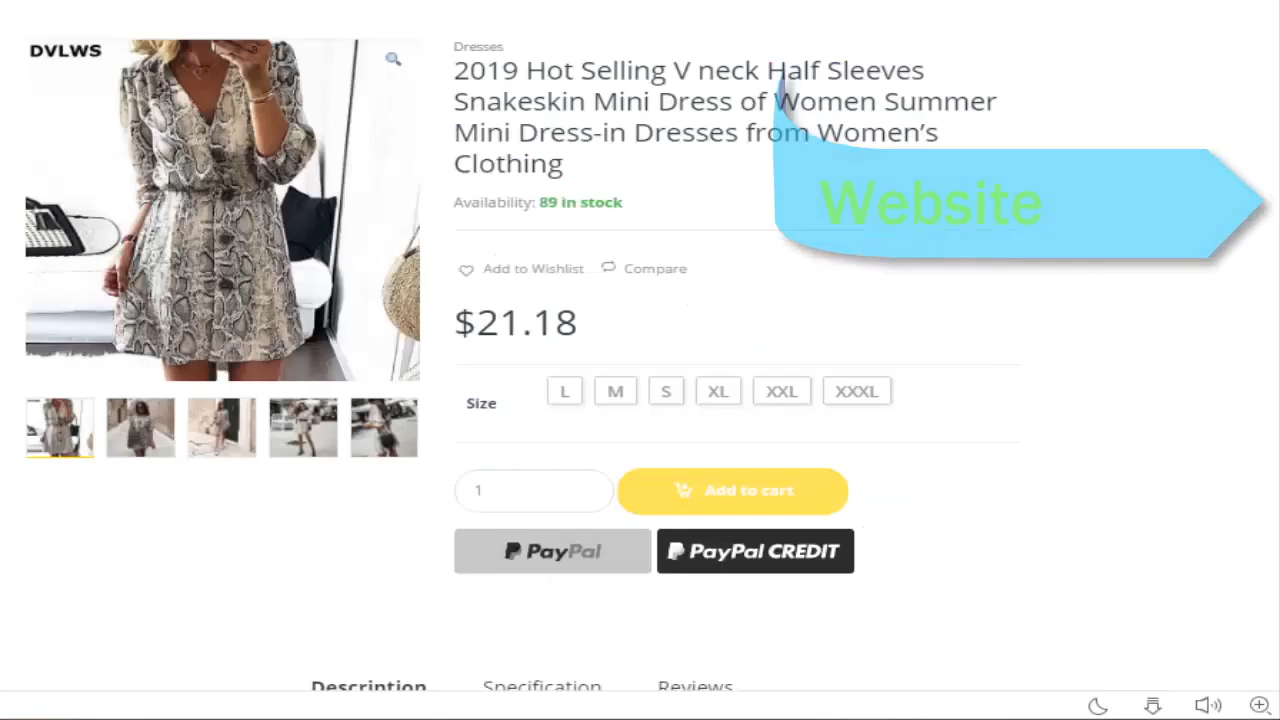 DVLWS
Dresses
2019 Hot Selling V neck Half Sleeves
Snakeskin Mini Dress of Women Summer
Mini Dress-in Dresses from Women’s
Clothing
Website
Availability: 89 in stock
Add to Wishlist Compare
$21.18
Size L M S XL XXL XXXL
1 Add to cart
PayPal PayPal CREDIT
Description Specification Reviews